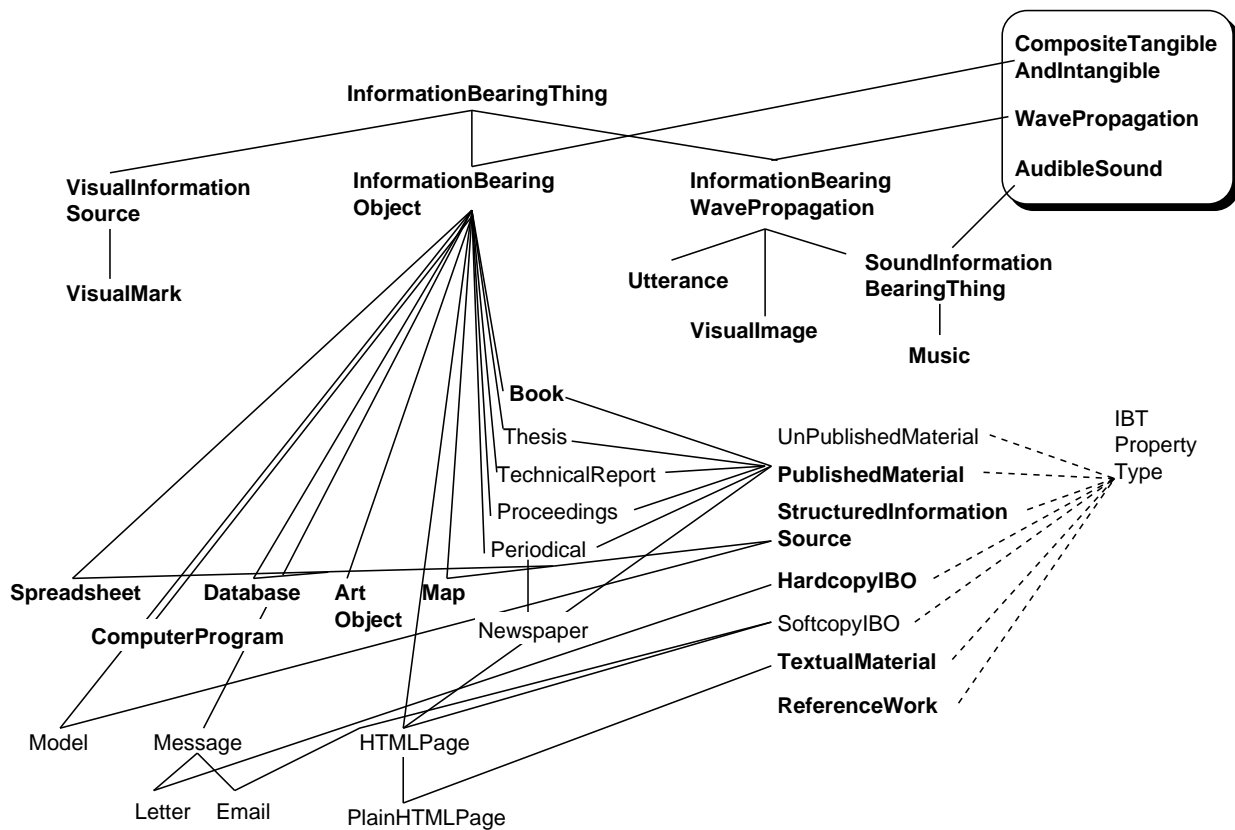 CompositeTangible
AndIntangible
InformationBearingThing
WavePropagation
AudibleSound
VisualInformation
Source
InformationBearing
Object
InformationBearing
WavePropagation
Utterance
SoundInformation
BearingThing
VisualMark
VisualImage
Music
Book
Thesis
TechnicalReport
Proceedings
Periodical
UnPublishedMaterial
PublishedMaterial
StructuredInformation
Source
HardcopyIBO
SoftcopyIBO
TextualMaterial
ReferenceWork
IBT
Property
Type
Spreadsheet
Database
Art
Object
Map
ComputerProgram
Newspaper
Model
Message
HTMLPage
Letter
Email
PlainHTMLPage